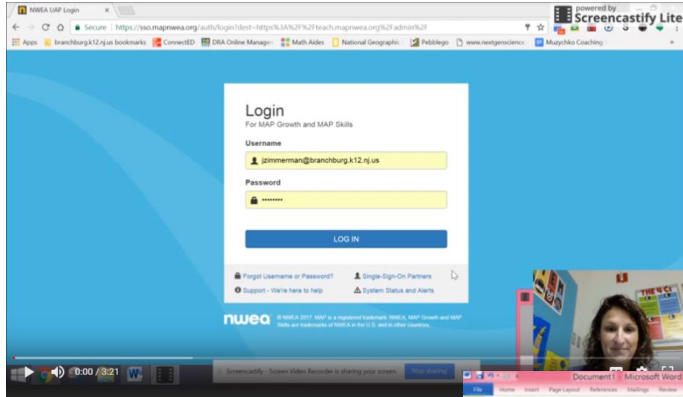 NWEA UAP Login
powered by
Screencastify Lite
Secure | https://sso.mapnwea.org/auth/login?dest=https%3A%2F%2Fteach.mapnwea.org%2Fadmin%2F
Apps branchburg.k12.nj.us bookmarks ConnectED DRA Online Manage Math Aides National Geographic Pebblego www.nextgenscience Muzychko Coaching
Login
For MAP Growth and MAP Skills
Username
jzimmerman@branchburg.k12.nj.us
Password
LOG IN
Forgot Username or Password? Single-Sign-On Partners
Support - We're here to help System Status and Alerts
nwea © NWEA 2017. MAP is a registered trademark NWEA, MAP Growth and MAP
Skills are trademarks of NWEA in the U.S. and in other countries.
THE 4 C's
0:00 / 3:21
Screencastify - Screen Video Recorder is sharing your screen. Stop sharing
Document1 Microsoft Word
File Home Insert Page Layout References Mailings Review